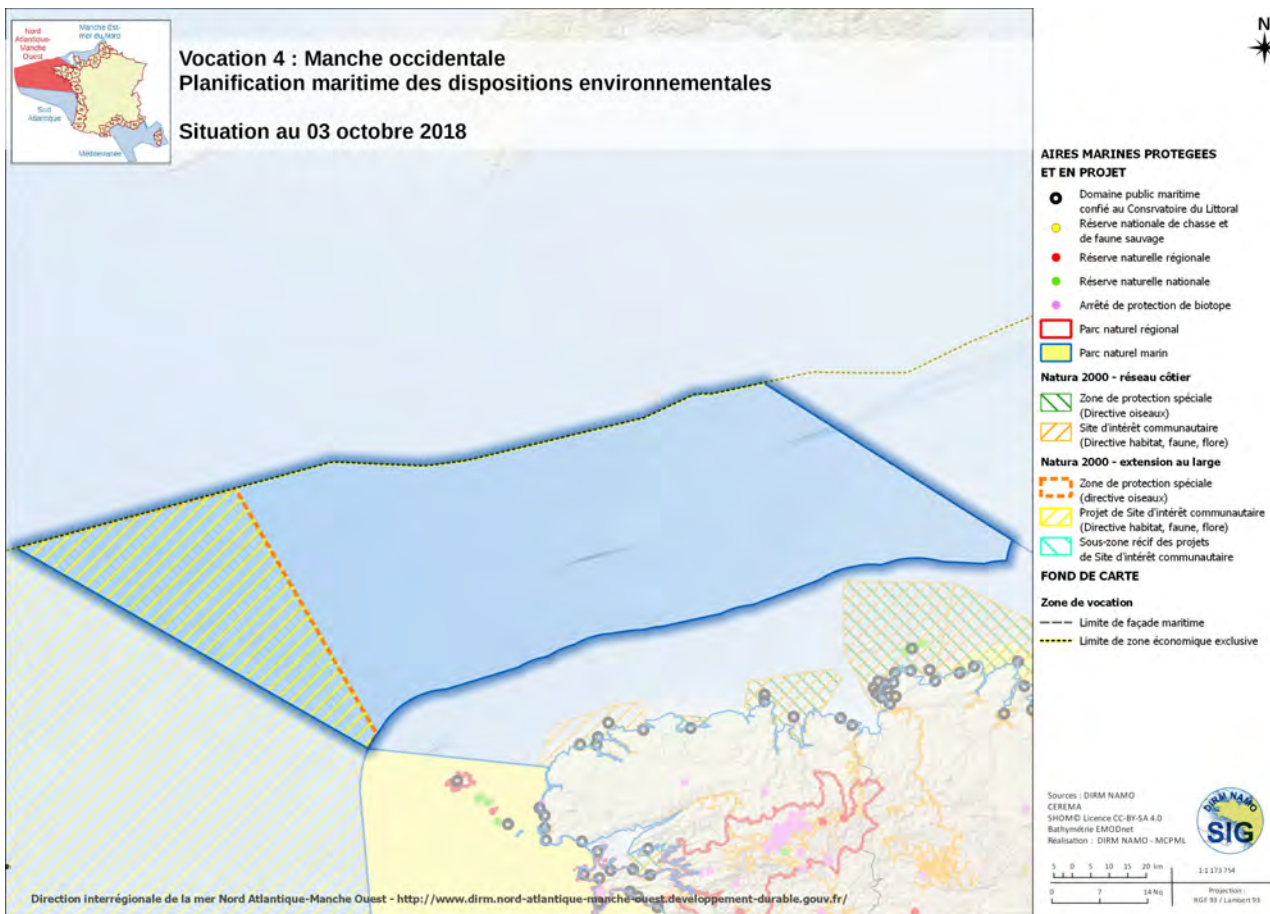 Nord
Atlantique-
Manche
Ouest
Manche Est-
mer du Nord
Sud
Atlantique
Méditerranée
Vocation 4 : Manche occidentale
Planification maritime des dispositions environnementales
Situation au 03 octobre 2018
N
AIRES MARINES PROTEGEES
ET EN PROJET
Domaine public maritime
confié au Consrvatoire du Littoral
Réserve nationale de chasse et
de faune sauvage
Réserve naturelle régionale
Réserve naturelle nationale
Arrêté de protection de biotope
Parc naturel régional
Parc naturel marin
Natura 2000 - réseau côtier
Zone de protection spéciale
(Directive oiseaux)
Site d'intérêt communautaire
(Directive habitat, faune, flore)
Natura 2000 - extension au large
Zone de protection spéciale
(directive oiseaux)
Projet de Site d'intérêt communautaire
(Directive habitat, faune, flore)
Sous-zone récif des projets
de Site d'intérêt communautaire
FOND DE CARTE
Zone de vocation
Limite de façade maritime
Limite de zone économique exclusive
Sources : DIRM NAMO
CEREMA
SHOM© Licence CC-BY-SA 4.0
Bathymétrie EMODnet
Réalisation : DIRM NAMO - MCPML
DIRM NAMO
SIG
5 0 5 10 15 20 km
1:1 173 754
0 7 14 Nq
Projection :
RGF 93 / Lambert 93
Direction interrégionale de la mer Nord Atlantique-Manche Ouest - http://www.dirm.nord-atlantique-manche-ouest.developpement-durable.gouv.fr/